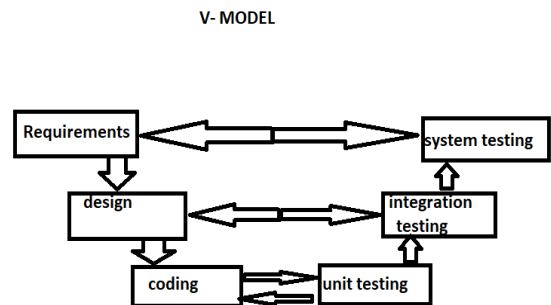 V- MODEL
Requirements
system testing
design
integration
testing
coding
unit testing